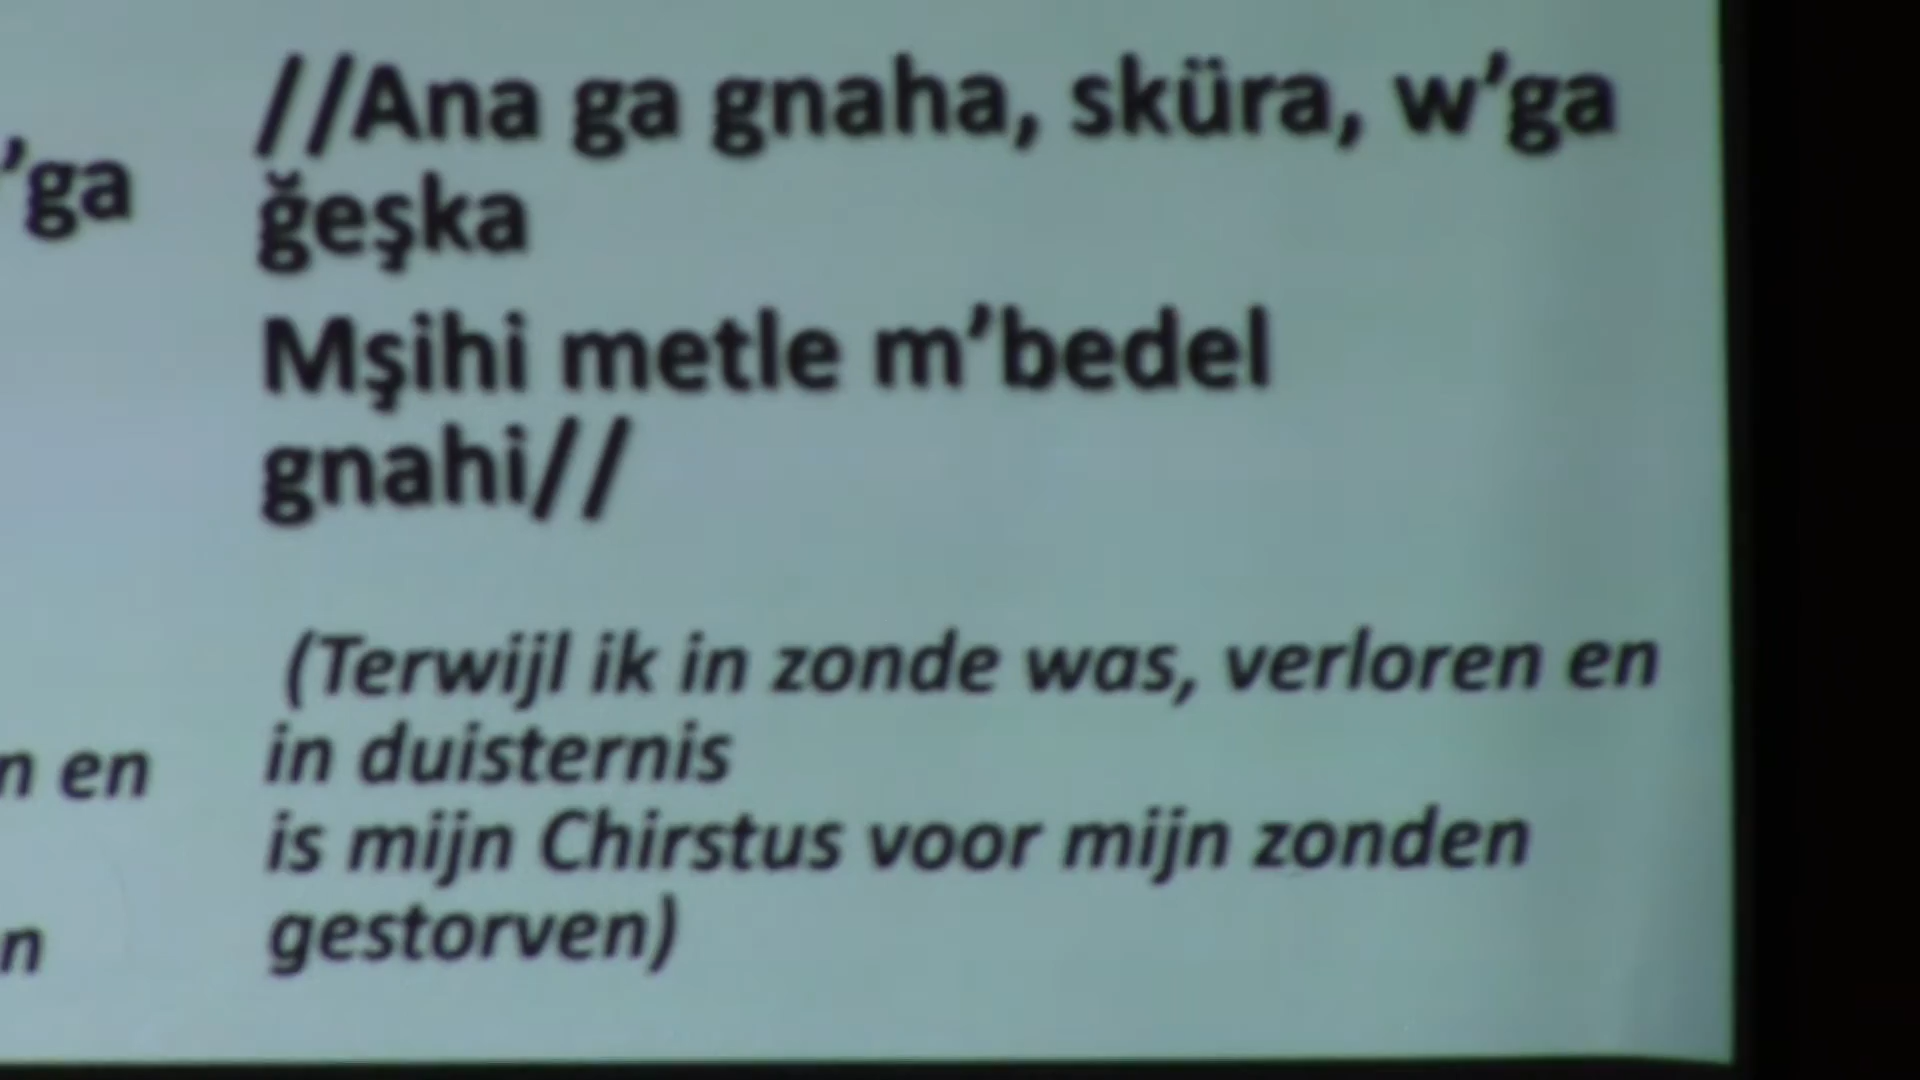 //Ana ga gnaha, sküra, w’ga
ğeşka
Mşihi metle m’bedel
gnahi//
(Terwijl ik in zonde was, verloren en
in duisternis
is mijn Chirstus voor mijn zonden
gestorven)
’ga
n en
n